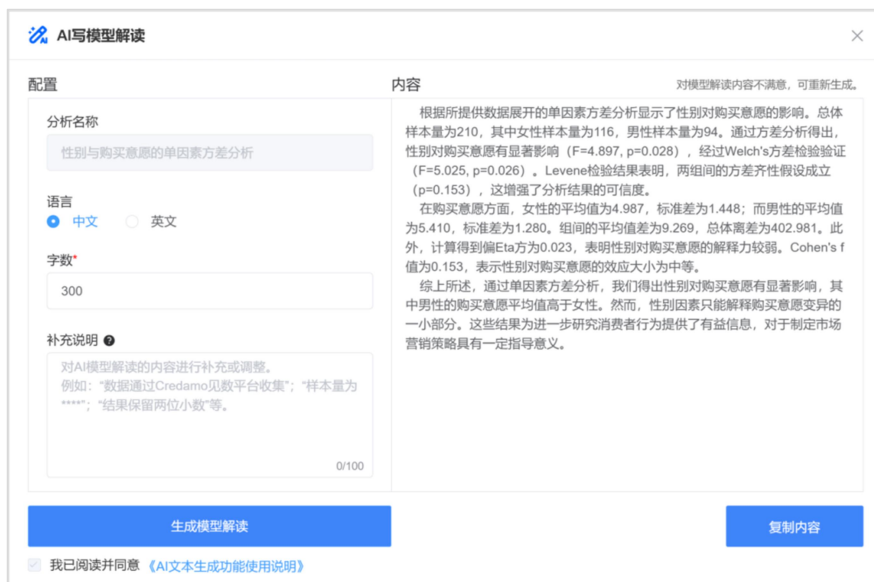 AI写模型解读
配置
分析名称
性别与购买意愿的单因素方差分析
语言
中文 英文
字数*
300
补充说明
对AI模型解读的内容进行补充或调整。
例如：“数据通过Credamo见数平台收集”；“样本量为
****”；“结果保留两位小数”等。
0/100
生成模型解读
我已阅读并同意 《AI文本生成功能使用说明》
内容
对模型解读内容不满意，可重新生成。
根据所提供数据展开的单因素方差分析显示了性别对购买意愿的影响。总体
样本量为210，其中女性样本量为116，男性样本量为94。通过方差分析得出，
性别对购买意愿有显著影响（F=4.897, p=0.028），经过Welch's方差检验验证
（F=5.025, p=0.026）。Levene检验结果表明，两组间的方差齐性假设成立
（p=0.153），这增强了分析结果的可信度。
在购买意愿方面，女性的平均值为4.987，标准差为1.448；而男性的平均值
为5.410，标准差为1.280。组间的平均值差为9.269，总体离差为402.981。此
外，计算得到偏Eta方为0.023，表明性别对购买意愿的解释力较弱。Cohen's f
值为0.153，表示性别对购买意愿的效应大小为中等。
综上所述，通过单因素方差分析，我们得出性别对购买意愿有显著影响，其
中男性的购买意愿平均值高于女性。然而，性别因素只能解释购买意愿变异的
一小部分。这些结果为进一步研究消费者行为提供了有益信息，对于制定市场
营销策略具有一定指导意义。
复制内容